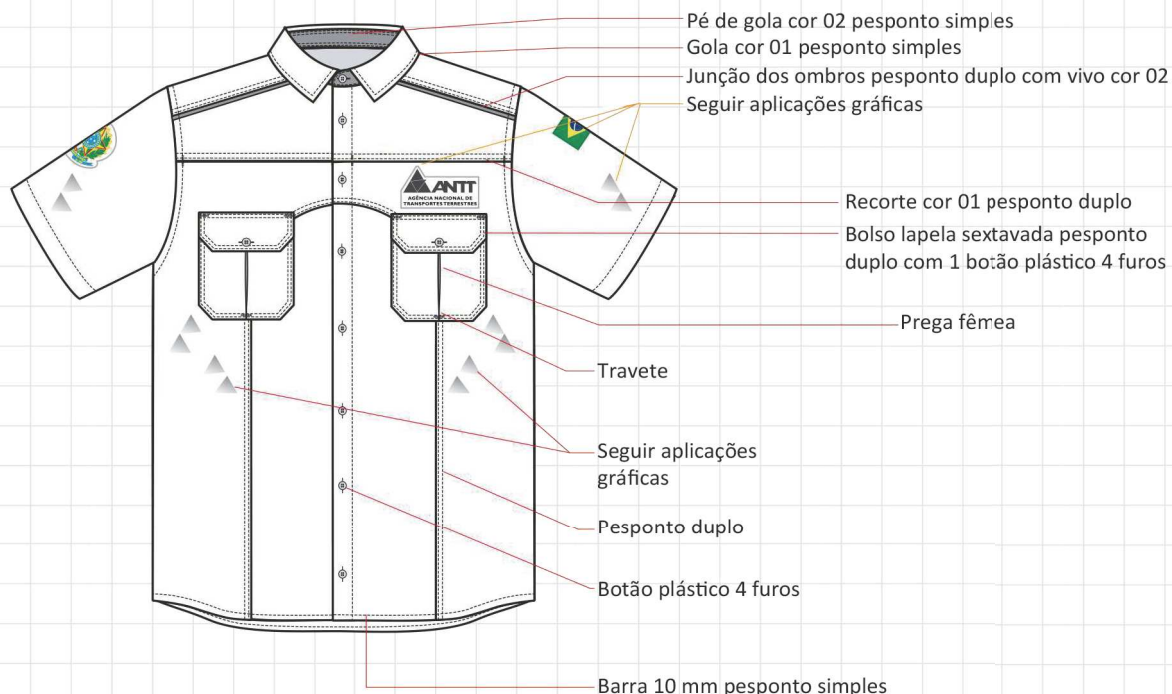 Pé de gola cor 02 pesponto simples
Gola cor 01 pesponto simples
Junção dos ombros pesponto duplo com vivo cor 02
Seguir aplicações gráficas
ANTT
AGÊNCIA NACIONAL DE
TRANSPORTES TERRESTRES
Recorte cor 01 pesponto duplo
Bolso lapela sextavada pesponto
duplo com 1 botão plástico 4 furos
Prega fêmea
Travete
Seguir aplicações
gráficas
Pesponto duplo
Botão plástico 4 furos
Barra 10 mm pesponto simples